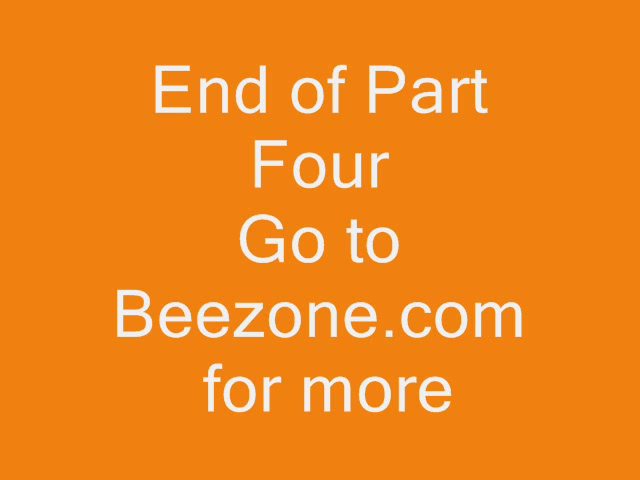 End of Part
Four
Go to
Beezone.com
for more